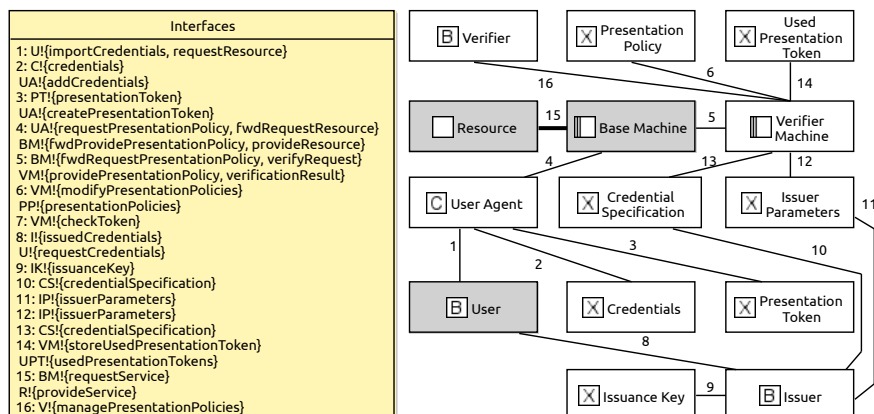 Interfaces
1: U!{importCredentials, requestResource}
2: C!{credentials}
UA!{addCredentials}
3: PT!{presentationToken}
UA!{createPresentationToken}
4: UA!{requestPresentationPolicy, fwdRequestResource}
BM!{fwdProvidePresentationPolicy, provideResource}
5: BM!{fwdRequestPresentationPolicy, verifyRequest}
VM!{providePresentationPolicy, verificationResult}
6: VM!{modifyPresentationPolicies}
PP!{presentationPolicies}
7: VM!{checkToken}
8: I!{issuedCredentials}
U!{requestCredentials}
9: IK!{issuanceKey}
10: CS!{credentialSpecification}
11: IP!{issuerParameters}
12: IP!{issuerParameters}
13: CS!{credentialSpecification}
14: VM!{storeUsedPresentationToken}
UPT!{usedPresentationTokens}
15: BM!{requestService}
R!{provideService}
16: V!{managePresentationPolicies}
B Verifier
X Presentation
Policy
X Used
Presentation
Token
16
6
14
Resource
15
Base Machine
5
Verifier
Machine
4
13
12
C User Agent
X Credential
Specification
X Issuer
Parameters
11
1
2
3
10
B User
X Credentials
X Presentation
Token
8
X Issuance Key
9
B Issuer